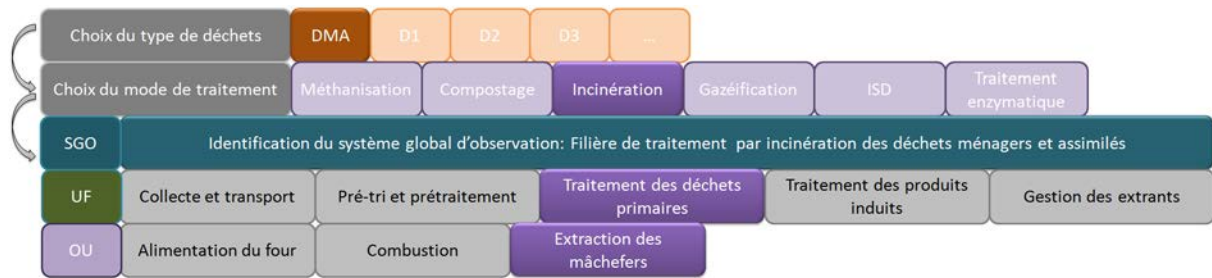 Choix du type de déchets DMA D1 D2 D3 ...
Choix du mode de traitement Méthanisation Compostage Incinération Gazéification ISD Traitement enzymatique
SGO Identification du système global d'observation: Filière de traitement par incinération des déchets ménagers et assimilés
UF Collecte et transport Pré-tri et prétraitement Traitement des déchets primaires Traitement des produits induits Gestion des extrants
OU Alimentation du four Combustion Extraction des mâchefers